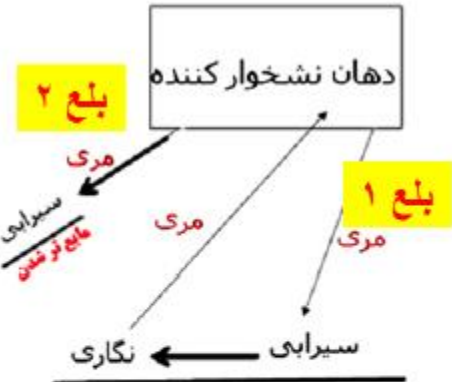 دهان نشخوار کننده
بلع ۲
مری
بلع ۱
سیرابی
مایع تر شدن
مری
مری
سیرابی
نگاری